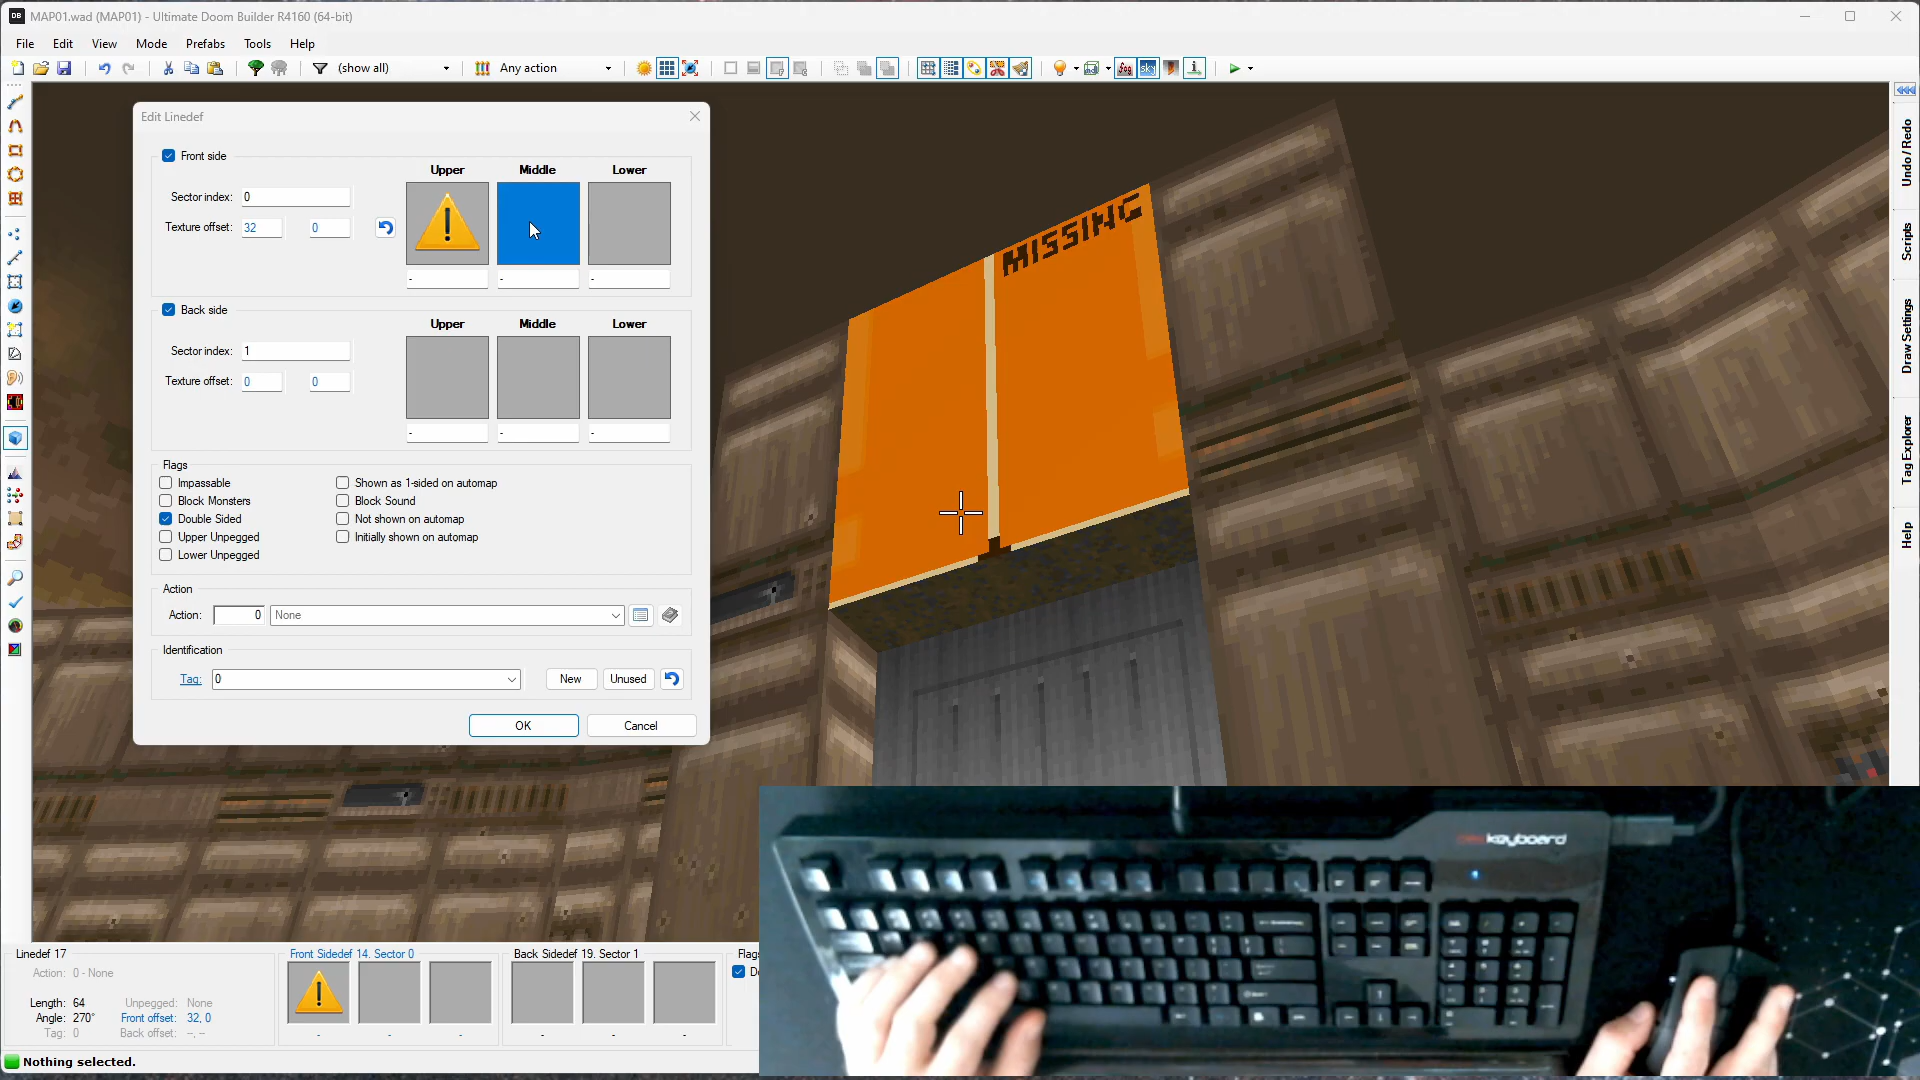 DB MAP01.wad (MAP01) - Ultimate Doom Builder R4160 (64-bit)
File Edit View Mode Prefabs Tools Help
(show all) Any action
fog sky
Edit Linedef
Front side
Upper Middle Lower
Sector index: 0
Texture offset: 32 0
- - -
Back side
Upper Middle Lower
Sector index: 1
Texture offset: 0 0
- - -
Flags
Impassable Shown as 1-sided on automap
Block Monsters Block Sound
Double Sided Not shown on automap
Upper Unpegged Initially shown on automap
Lower Unpegged
Action
Action: 0 None
Identification
Tag: 0 New Unused
OK Cancel
MISSING
Undo / Redo
Scripts
Draw Settings
Tag Explorer
Help
keyboard
Linedef 17
Action: 0 - None
Length: 64 Unpegged: None
Angle: 270° Front offset: 32, 0
Tag: 0 Back offset: --, --
Front Sidedef 14. Sector 0
- - -
Back Sidedef 19. Sector 1
- - -
Flags
Nothing selected.